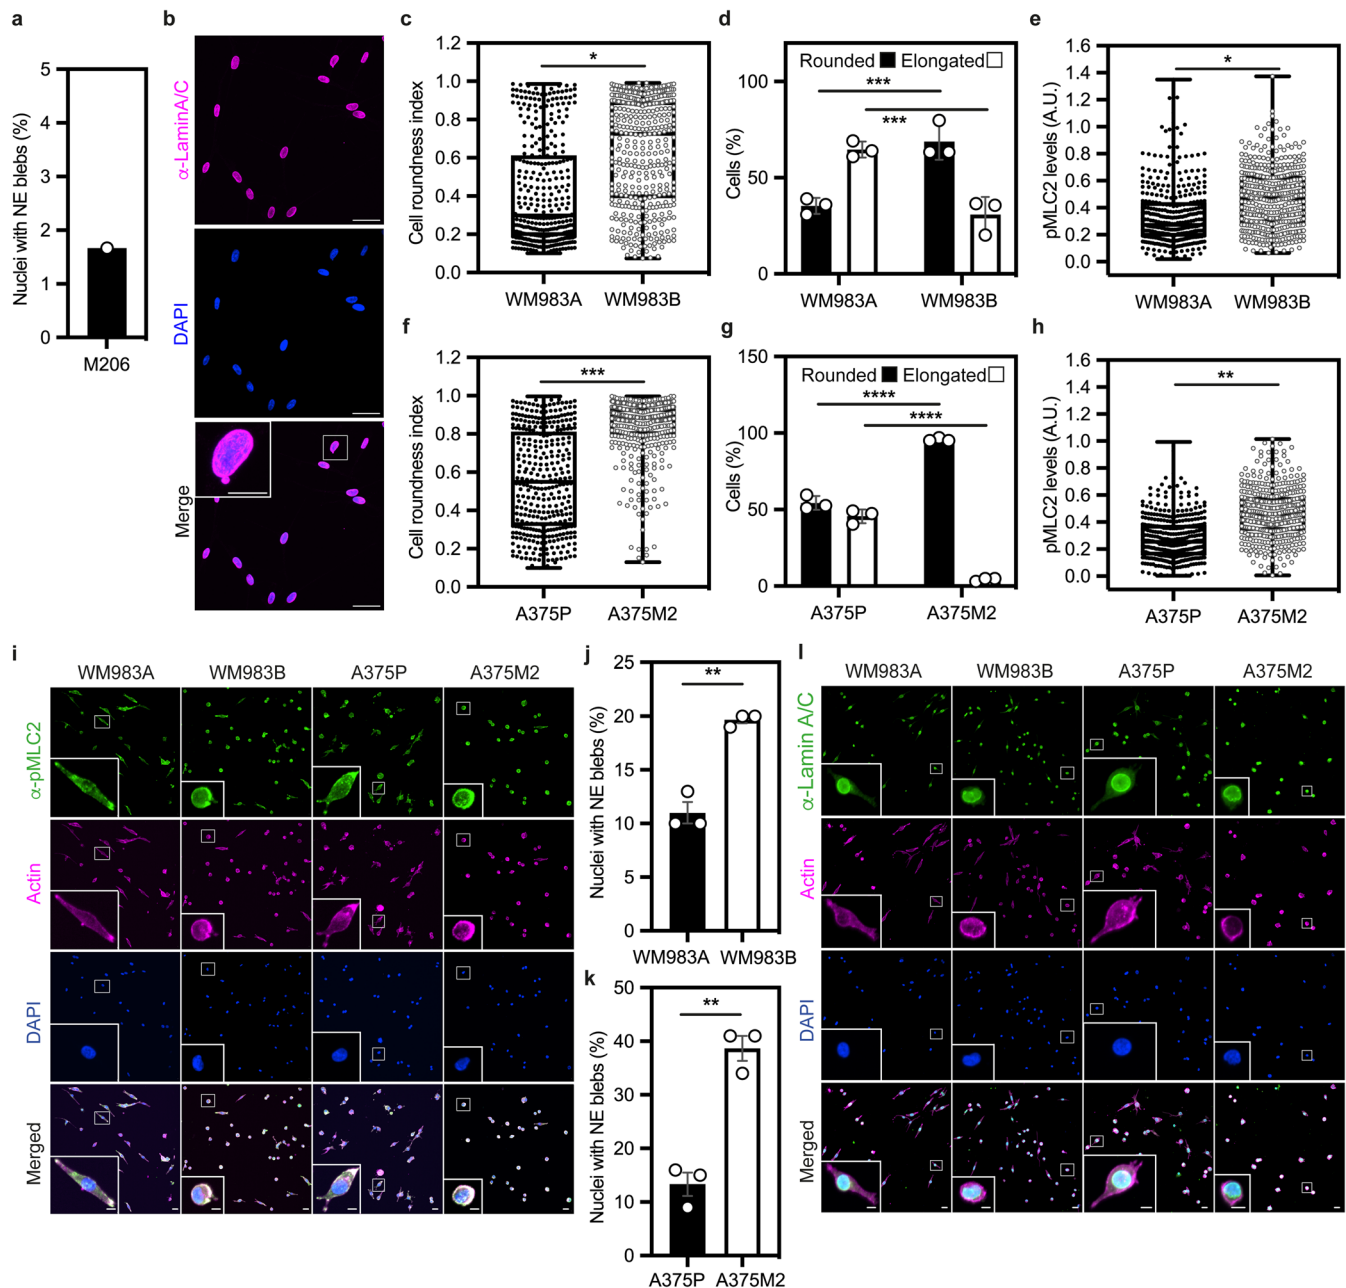 a
Nuclei with NE blebs (%)
5
4
3
2
1
0
M206
b
α-LaminA/C
DAPI
Merge
c
Cell roundness index
1.2
1.0
0.8
0.6
0.4
0.2
0.0
*
WM983A WM983B
d
Cells (%)
100
50
0
Rounded Elongated
***
***
WM983A WM983B
e
pMLC2 levels (A.U.)
1.6
1.4
1.2
1.0
0.8
0.6
0.4
0.2
0.0
*
WM983A WM983B
f
Cell roundness index
1.2
1.0
0.8
0.6
0.4
0.2
0.0
***
A375P A375M2
g
Cells (%)
150
100
50
0
Rounded Elongated
****
****
A375P A375M2
h
pMLC2 levels (A.U.)
1.6
1.4
1.2
1.0
0.8
0.6
0.4
0.2
0.0
**
A375P A375M2
i
WM983A WM983B A375P A375M2
α-pMLC2
Actin
DAPI
Merged
j
Nuclei with NE blebs (%)
25
20
15
10
5
0
**
WM983A WM983B
k
Nuclei with NE blebs (%)
50
40
30
20
10
0
**
A375P A375M2
l
WM983A WM983B A375P A375M2
α-Lamin A/C
Actin
DAPI
Merged